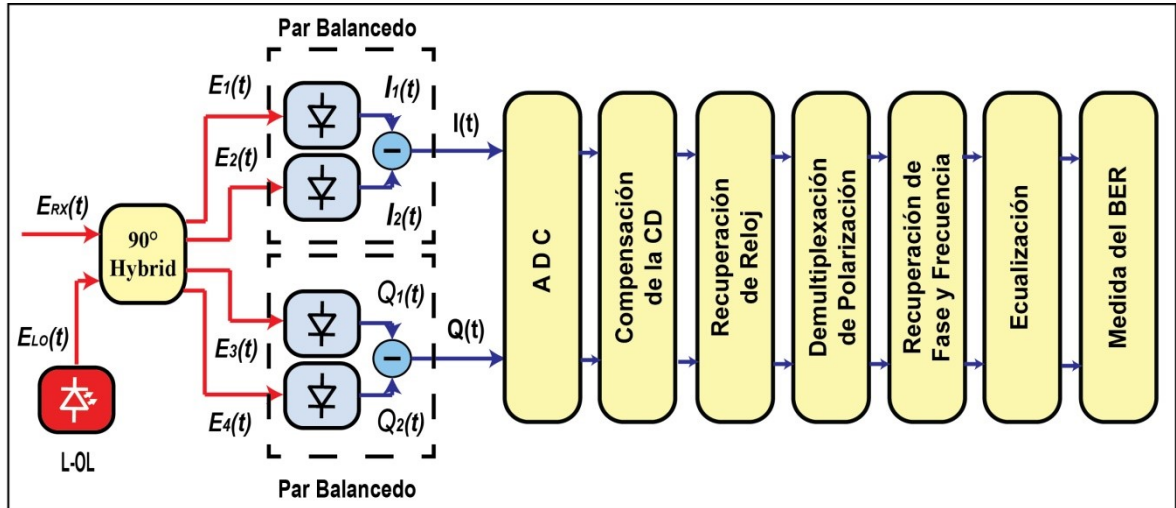 Par Balancedo
E1(t)
I1(t)
E2(t)
I2(t)
I(t)
ERX(t)
90°
Hybrid
ELO(t)
L-OL
E3(t)
Q1(t)
E4(t)
Q2(t)
Q(t)
Par Balancedo
ADC
Compensación
de la CD
Recuperación
de Reloj
Demultiplexación
de Polarización
Recuperación de
Fase y Frecuencia
Ecualización
Medida del BER